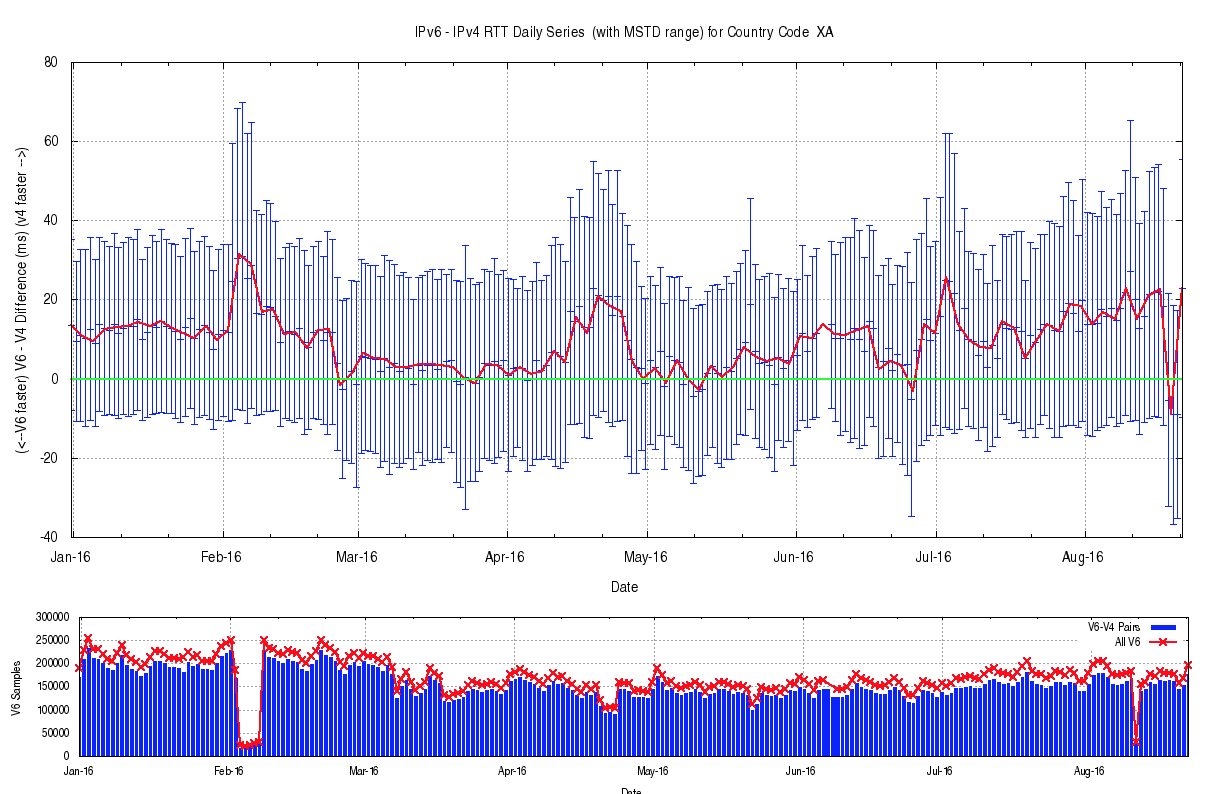 IPv6 - IPv4 RTT Daily Series (with MSTD range) for Country Code XA
80
60
40
20
0
-20
-40
(<--V6 faster) V6 - V4 Difference (ms) (v4 faster -->)
Jan-16 Feb-16 Mar-16 Apr-16 May-16 Jun-16 Jul-16 Aug-16
Date
300000
250000
200000
150000
100000
50000
0
V6 Samples
V6-V4 Pairs
All V6
Jan-16 Feb-16 Mar-16 Apr-16 May-16 Jun-16 Jul-16 Aug-16
Date